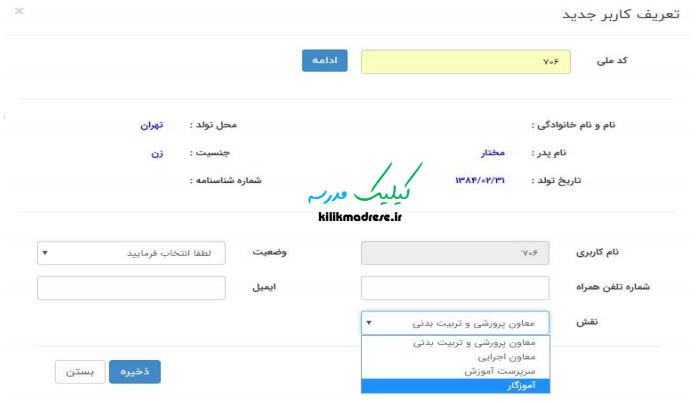 تعریف کاربر جدید ×
کد ملی ۷۰۶ ادامه
نام و نام خانوادگی : محل تولد : تهران
نام پدر : مختار جنسیت : زن
تاریخ تولد : ۱۳۸۴/۰۲/۳۱ شماره شناسنامه :
کیلیک مدرسه
kilikmadrese.ir
نام کاربری ۷۰۶ وضعیت لطفا انتخاب فرمایید
شماره تلفن همراه ایمیل
نقش معاون پرورشی و تربیت بدنی
معاون پرورشی و تربیت بدنی
معاون اجرایی
سرپرست آموزش
آموزگار
ذخیره بستن